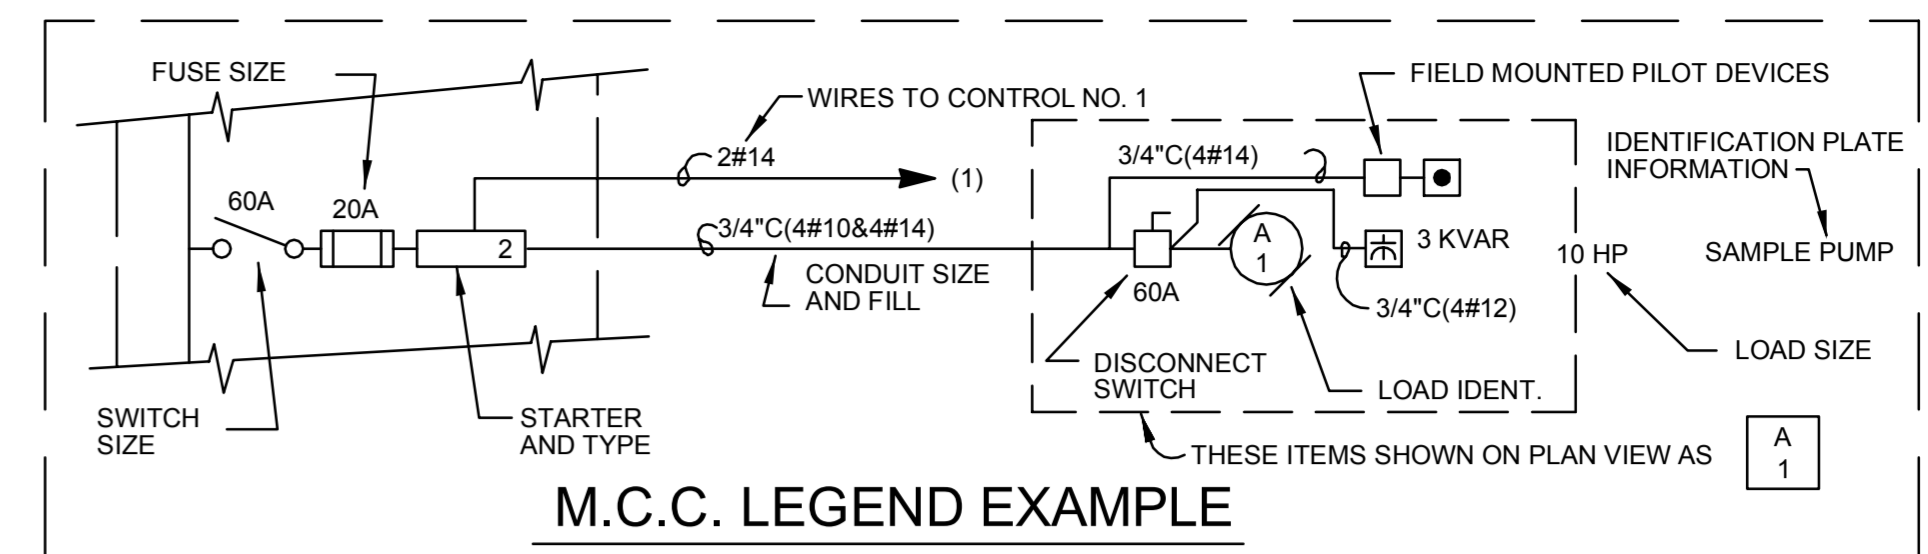 FUSE SIZE
WIRES TO CONTROL NO. 1
FIELD MOUNTED PILOT DEVICES
2#14
3/4"C(4#14)
IDENTIFICATION PLATE
INFORMATION
(1)
60A
20A
2
3/4"C(4#10&4#14)
A
1
3 KVAR
10 HP
SAMPLE PUMP
CONDUIT SIZE
AND FILL
60A
3/4"C(4#12)
DISCONNECT
SWITCH
LOAD IDENT.
LOAD SIZE
SWITCH
SIZE
STARTER
AND TYPE
THESE ITEMS SHOWN ON PLAN VIEW AS
A
1
M.C.C. LEGEND EXAMPLE